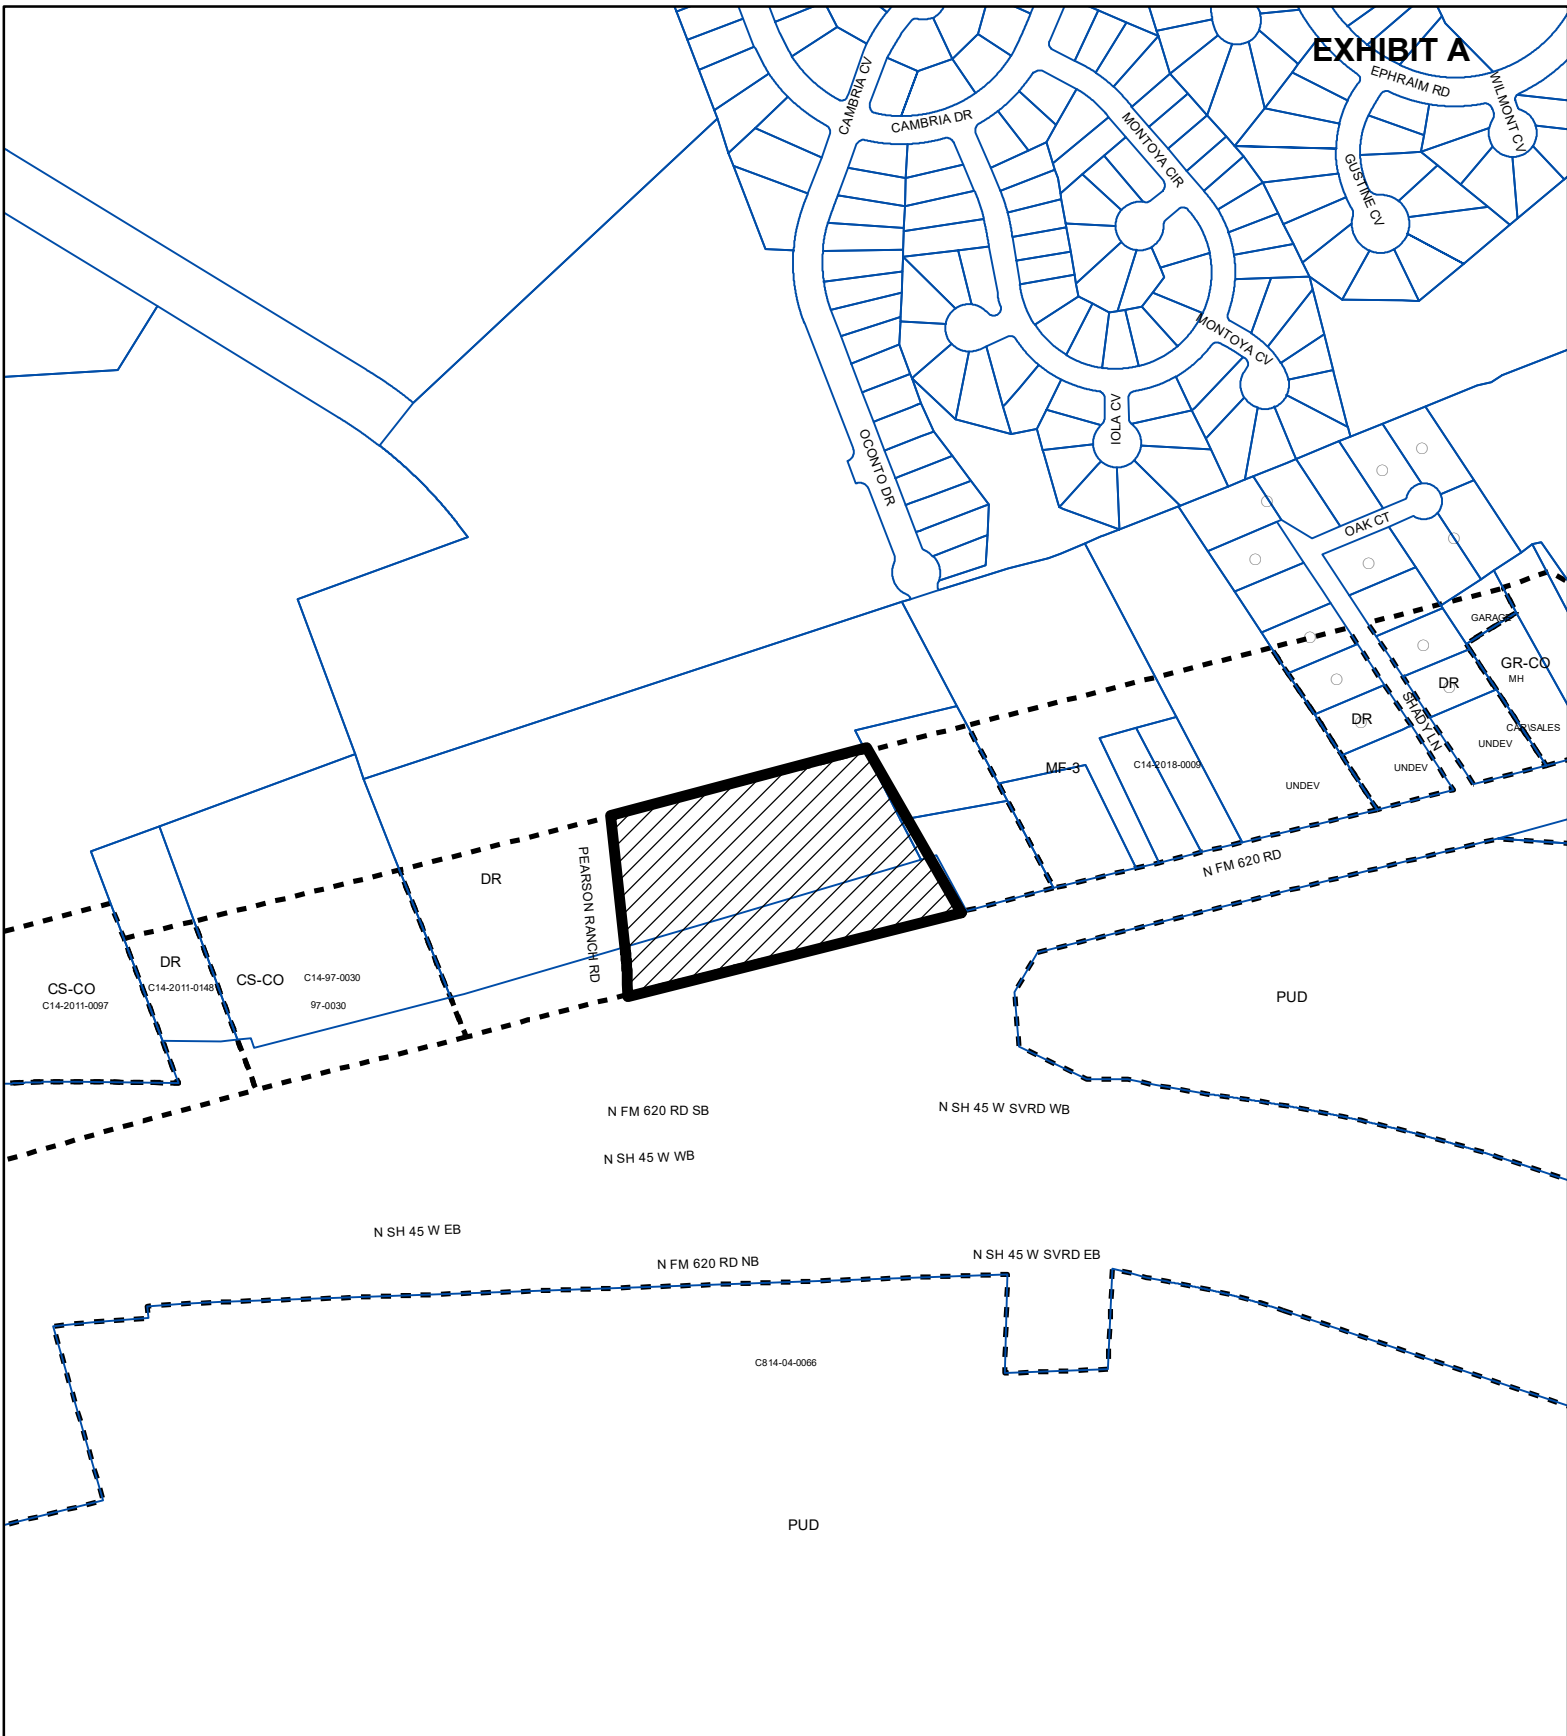 EXHIBIT A
EPHRAIM RD
WILMONT CV
CAMBRIA CV
CAMBRIA DR
MONTOYA CIR
GUSTINE CV
MONTOYA CV
IOLA CV
OCONTO DR
OAK CT
GARAGE
GR-CO
MH
DR
SHADY LN
DR
CAR\SALES
UNDEV
UNDEV
MF-3
C14-2018-0009
UNDEV
N FM 620 RD
PEARSON RANCH RD
DR
DR
C14-2011-0148
CS-CO
C14-97-0030
97-0030
CS-CO
C14-2011-0097
PUD
N FM 620 RD SB
N SH 45 W SVRD WB
N SH 45 W WB
N SH 45 W EB
N FM 620 RD NB
N SH 45 W SVRD EB
C814-04-0066
PUD